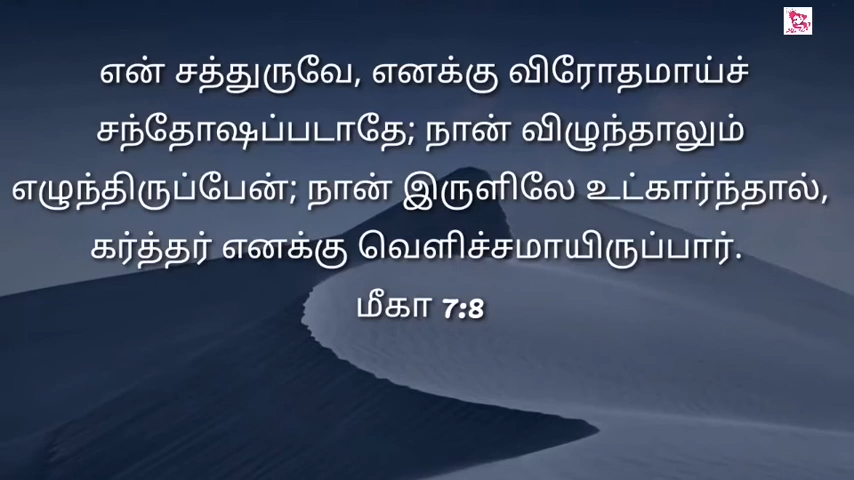 என் சத்துருவே, எனக்கு விரோதமாய்ச்
சந்தோஷப்படாதே; நான் விழுந்தாலும்
எழுந்திருப்பேன்; நான் இருளிலே உட்கார்ந்தால்,
கர்த்தர் எனக்கு வெளிச்சமாயிருப்பார்.
மீகா 7:8